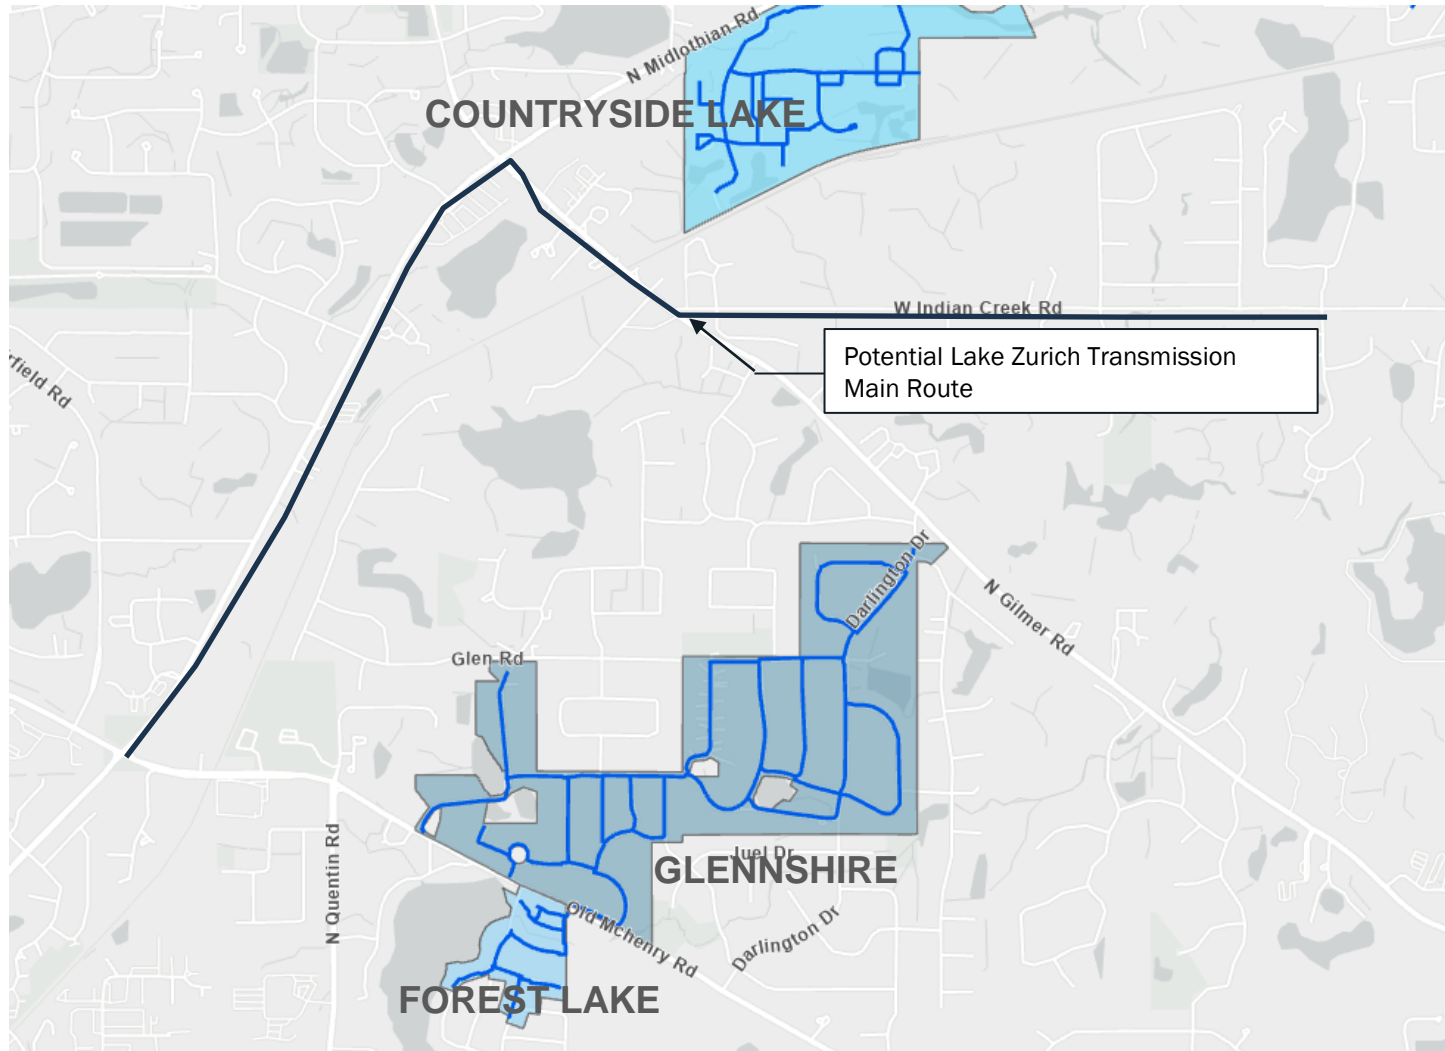 N Midlothian Rd
COUNTRYSIDE LAKE
W Indian Creek Rd
Potential Lake Zurich Transmission
Main Route
rfield Rd
Darlington Dr
N Gilmer Rd
Glen Rd
N Quentin Rd
Juel Dr
GLENNSHIRE
Old Mchenry Rd
Darlington Dr
FOREST LAKE